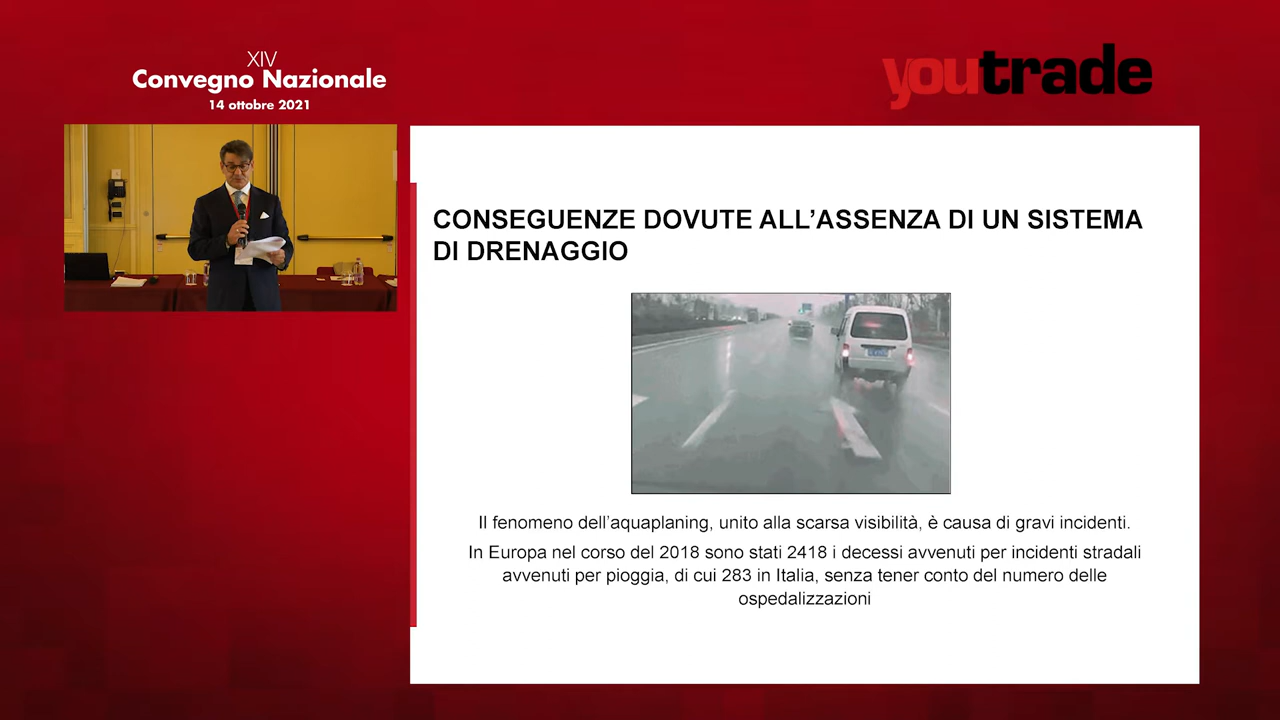 XIV
Convegno Nazionale
14 ottobre 2021
youtrade
CONSEGUENZE DOVUTE ALL'ASSENZA DI UN SISTEMA
DI DRENAGGIO
Il fenomeno dell'aquaplaning, unito alla scarsa visibilità, è causa di gravi incidenti.
In Europa nel corso del 2018 sono stati 2418 i decessi avvenuti per incidenti stradali
avvenuti per pioggia, di cui 283 in Italia, senza tener conto del numero delle
ospedalizzazioni